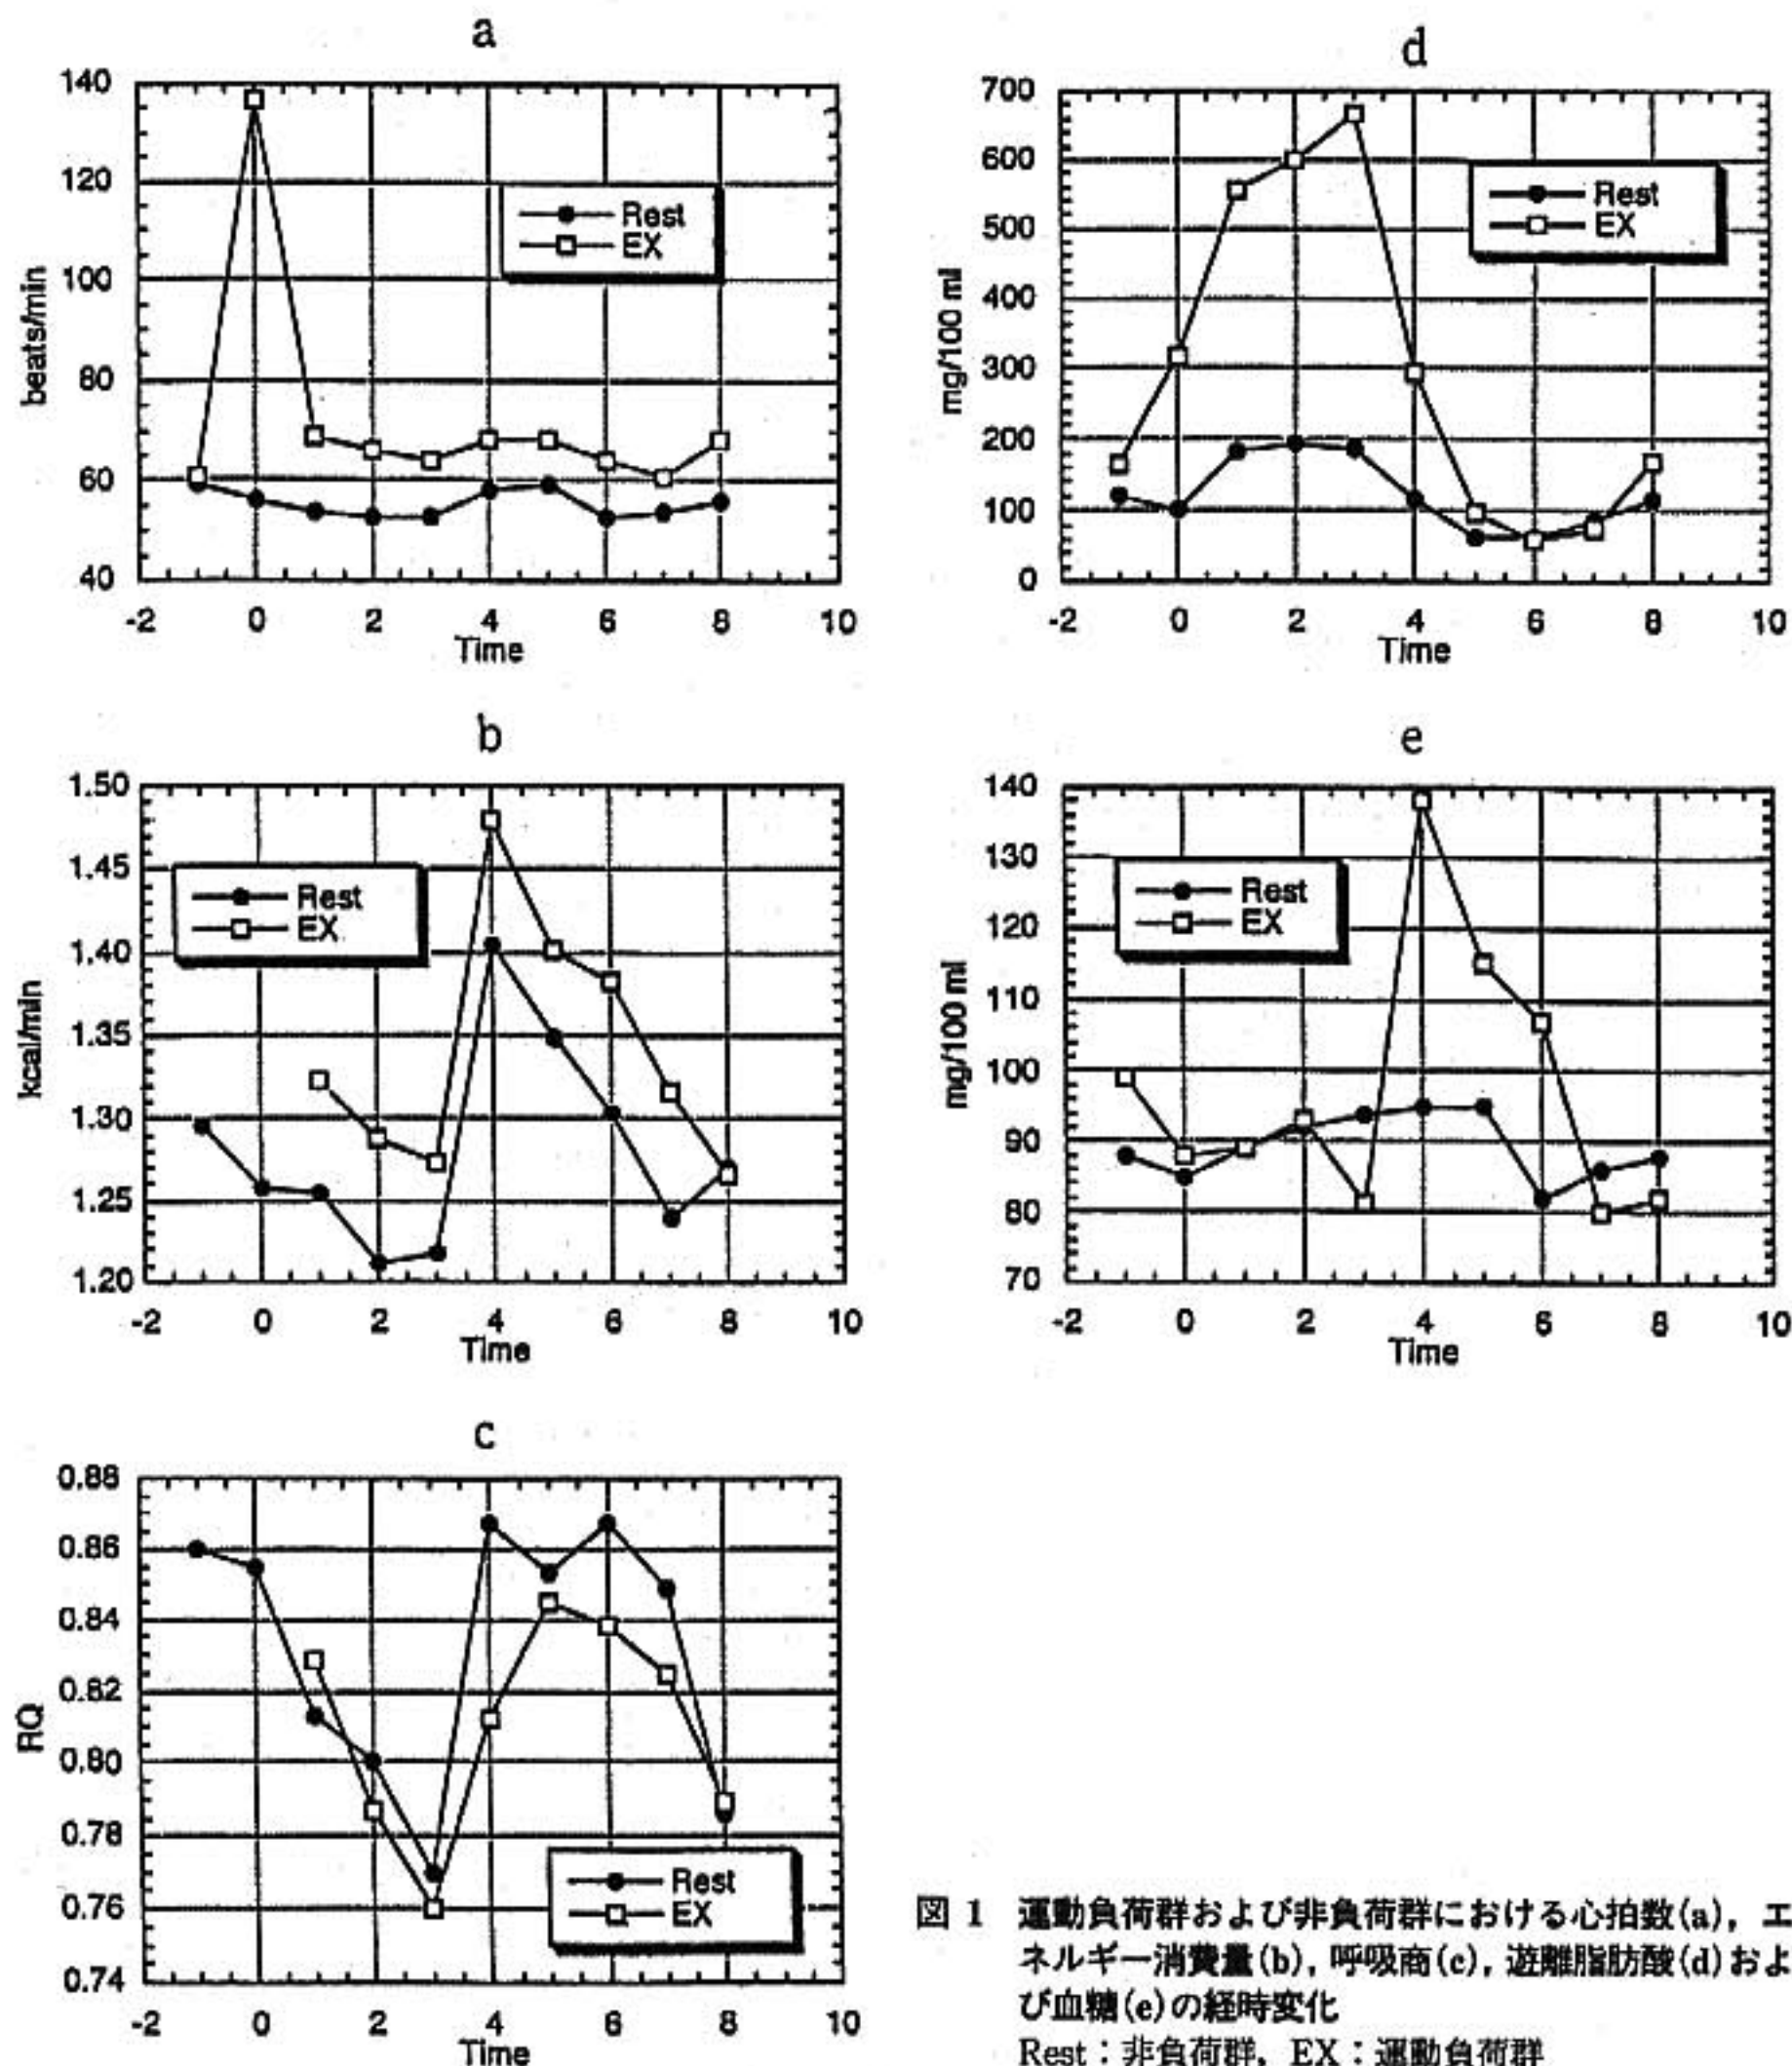 a
140
120
100
80
60
40
beats/min
Rest
EX
-2 0 2 4 6 8 10
Time
d
700
600
500
400
300
200
100
0
mg/100 ml
Rest
EX
-2 0 2 4 6 8 10
Time
b
1.50
1.45
1.40
1.35
1.30
1.25
1.20
kcal/min
Rest
EX
-2 0 2 4 6 8 10
Time
e
140
130
120
110
100
90
80
70
mg/100 ml
Rest
EX
-2 0 2 4 6 8 10
Time
c
0.88
0.86
0.84
0.82
0.80
0.78
0.76
0.74
RQ
Rest
EX
-2 0 2 4 6 8 10
Time
図 1 運動負荷群および非負荷群における心拍数(a),エ
ネルギー消費量(b),呼吸商(c),遊離脂肪酸(d)およ
び血糖(e)の経時変化
Rest:非負荷群,EX:運動負荷群